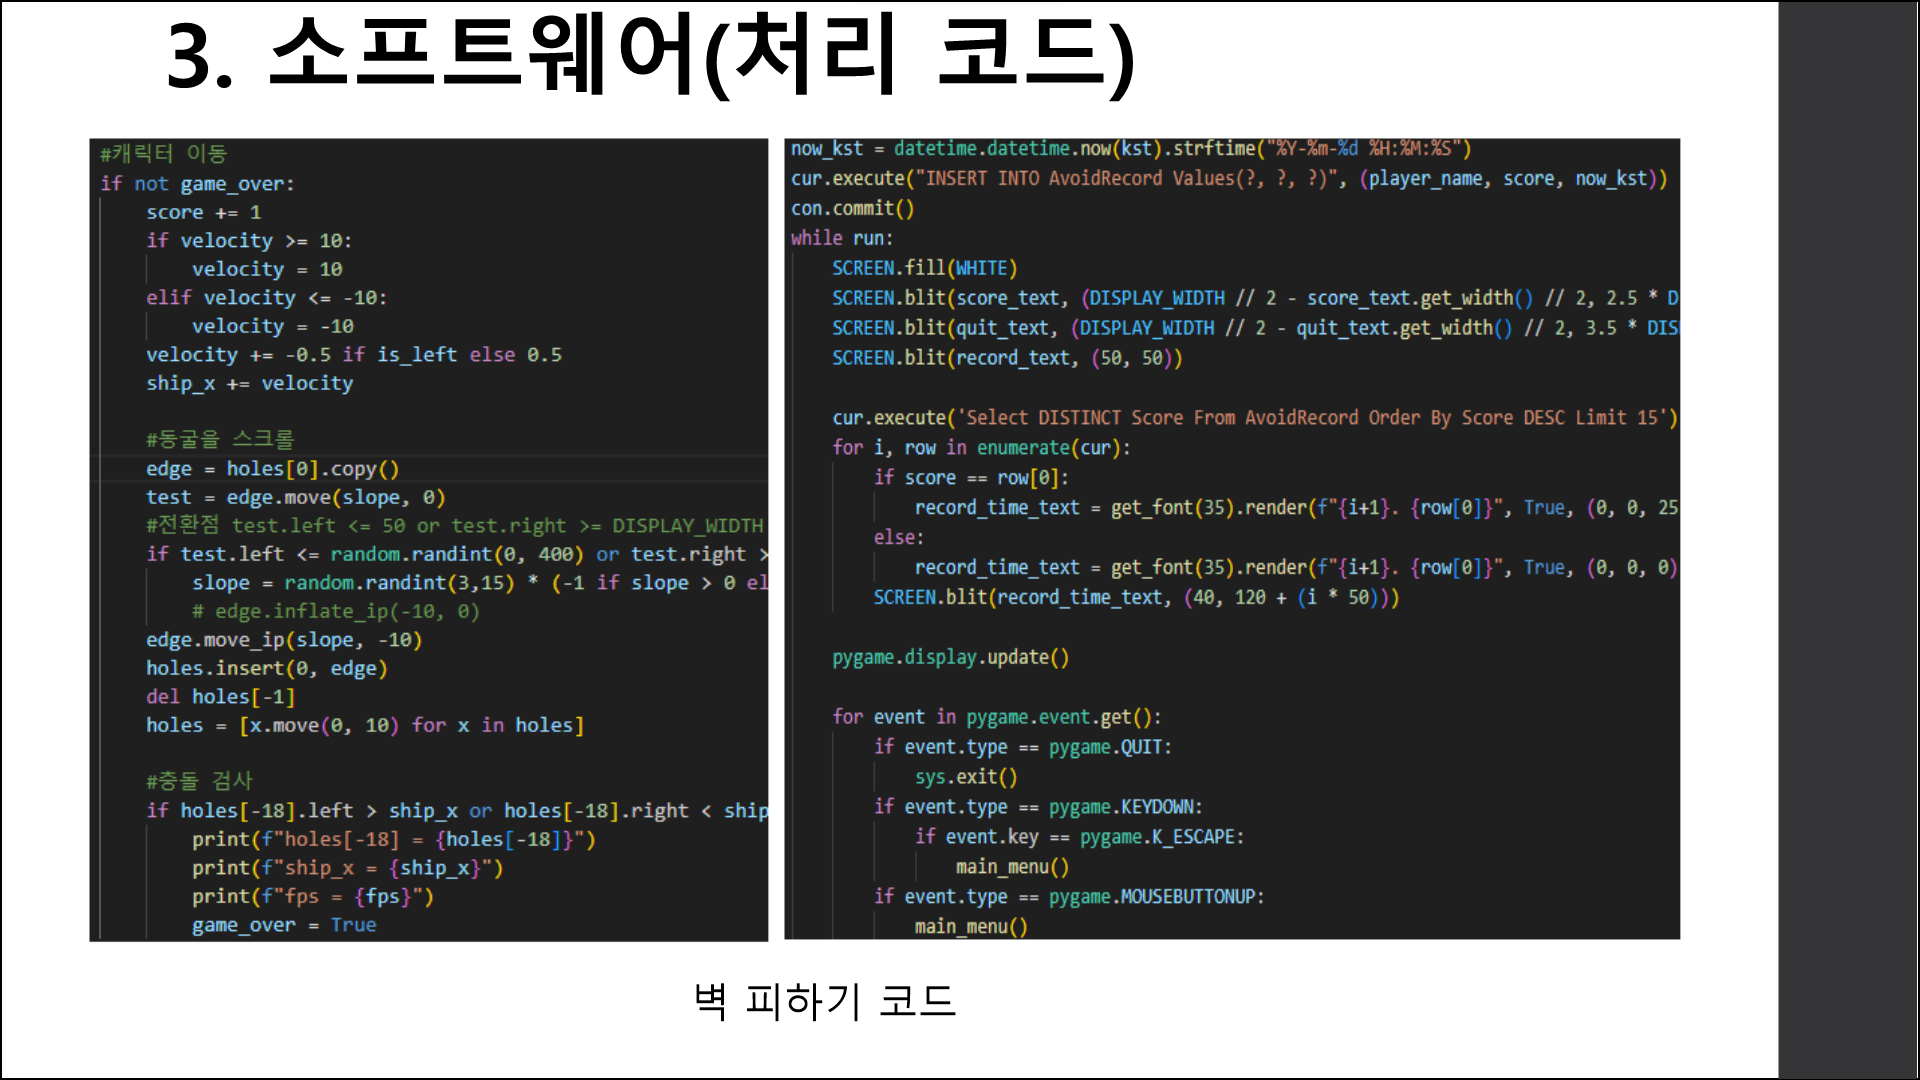 3. 소프트웨어(처리 코드)
#캐릭터 이동
if not game_over:
score += 1
if velocity >= 10:
velocity = 10
elif velocity <= -10:
velocity = -10
velocity += -0.5 if is_left else 0.5
ship_x += velocity
#동굴을 스크롤
edge = holes[0].copy()
test = edge.move(slope, 0)
#전환점 test.left <= 50 or test.right >= DISPLAY_WIDTH
if test.left <= random.randint(0, 400) or test.right >
slope = random.randint(3,15) * (-1 if slope > 0 el
# edge.inflate_ip(-10, 0)
edge.move_ip(slope, -10)
holes.insert(0, edge)
del holes[-1]
holes = [x.move(0, 10) for x in holes]
#충돌 검사
if holes[-18].left > ship_x or holes[-18].right < ship
print(f"holes[-18] = {holes[-18]}")
print(f"ship_x = {ship_x}")
print(f"fps = {fps}")
game_over = True
now_kst = datetime.datetime.now(kst).strftime("%Y-%m-%d %H:%M:%S")
cur.execute("INSERT INTO AvoidRecord Values(?, ?, ?)", (player_name, score, now_kst))
con.commit()
while run:
SCREEN.fill(WHITE)
SCREEN.blit(score_text, (DISPLAY_WIDTH // 2 - score_text.get_width() // 2, 2.5 * D
SCREEN.blit(quit_text, (DISPLAY_WIDTH // 2 - quit_text.get_width() // 2, 3.5 * DIS
SCREEN.blit(record_text, (50, 50))
cur.execute('Select DISTINCT Score From AvoidRecord Order By Score DESC Limit 15')
for i, row in enumerate(cur):
if score == row[0]:
record_time_text = get_font(35).render(f"{i+1}. {row[0]}", True, (0, 0, 25
else:
record_time_text = get_font(35).render(f"{i+1}. {row[0]}", True, (0, 0, 0)
SCREEN.blit(record_time_text, (40, 120 + (i * 50)))
pygame.display.update()
for event in pygame.event.get():
if event.type == pygame.QUIT:
sys.exit()
if event.type == pygame.KEYDOWN:
if event.key == pygame.K_ESCAPE:
main_menu()
if event.type == pygame.MOUSEBUTTONUP:
main_menu()
벽 피하기 코드